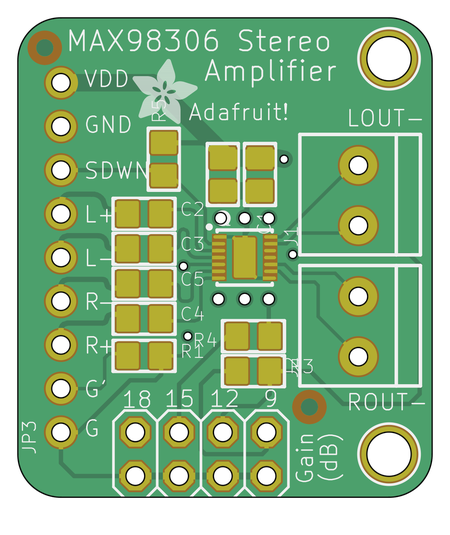 MAX98306 Stereo
Amplifier
VDD
Adafruit!
R5
GND
LOUT-
SDWN
L+
C2
C1
U1
C3
L-
C5
R-
C4
R4
R+
R1
R3
G'
ROUT-
18 15 12 9
JP3
G
Gain
(dB)